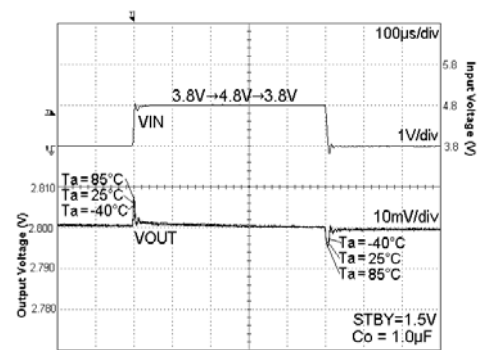 100µs/div
5.8
3.8V→4.8V→3.8V
4.8
VIN
1V/div
3.8
Input Voltage (V)
Ta=85°C
2.810
Ta=25°C
Ta=-40°C
10mV/div
2.800
VOUT
Ta=-40°C
Ta=25°C
2.790
Ta=85°C
Output Voltage (V)
2.780
STBY=1.5V
Co = 1.0µF